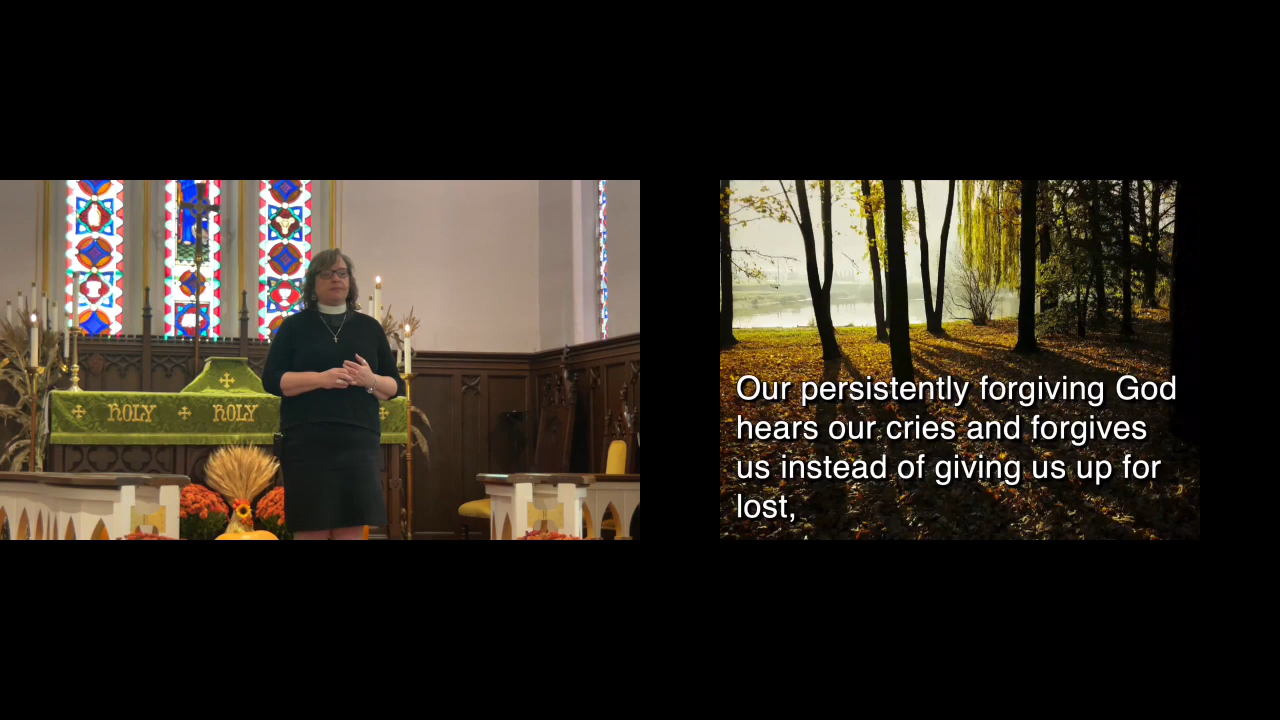 HOLY HOLY
Our persistently forgiving God
hears our cries and forgives
us instead of giving us up for
lost,